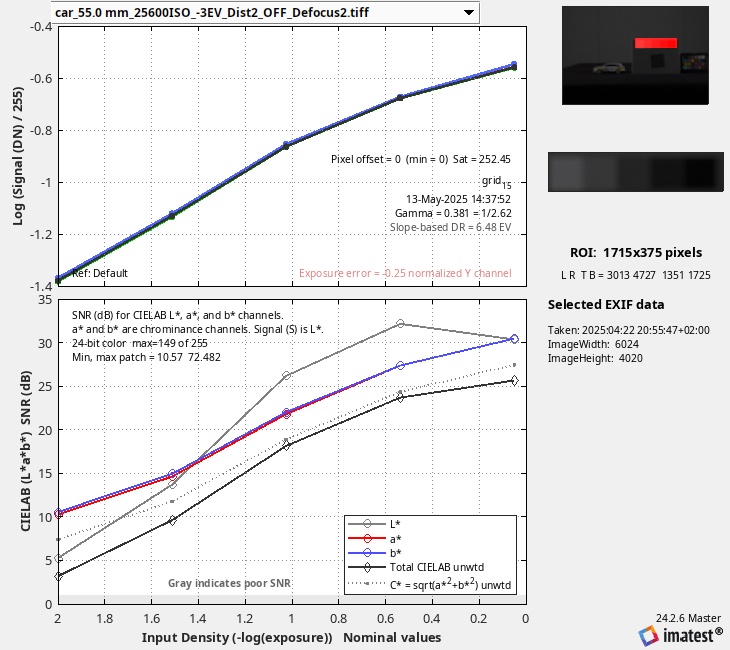 car_55.0 mm_25600ISO_-3EV_Dist2_OFF_Defocus2.tiff
-0.4
-0.6
-0.8
-1
-1.2
-1.4
Log (Signal (DN) / 255)
Pixel offset = 0 (min = 0) Sat = 252.45
grid15
13-May-2025 14:37:52
Gamma = 0.381 = 1/2.62
Slope-based DR = 6.48 EV
Ref: Default
Exposure error = -0.25 normalized Y channel
35
30
25
20
15
10
5
0
CIELAB (L*a*b*) SNR (dB)
SNR (dB) for CIELAB L*, a*, and b* channels.
a* and b* are chrominance channels. Signal (S) is L*.
24-bit color max=149 of 255
Min, max patch = 10.57 72.482
L*
a*
b*
Total CIELAB unwtd
C* = sqrt(a*2+b*2) unwtd
Gray indicates poor SNR
2 1.8 1.6 1.4 1.2 1 0.8 0.6 0.4 0.2 0
Input Density (-log(exposure)) Nominal values
ROI: 1715x375 pixels
L R T B = 3013 4727 1351 1725
Selected EXIF data
Taken: 2025:04:22 20:55:47+02:00
ImageWidth: 6024
ImageHeight: 4020
24.2.6 Master
imatest®